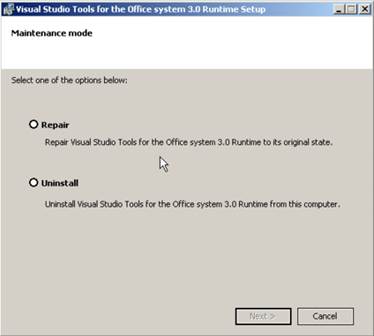 Visual Studio Tools for the Office system 3.0 Runtime Setup
Maintenance mode
Select one of the options below:
Repair
Repair Visual Studio Tools for the Office system 3.0 Runtime to its original state.
Uninstall
Uninstall Visual Studio Tools for the Office system 3.0 Runtime from this computer.
Next > Cancel